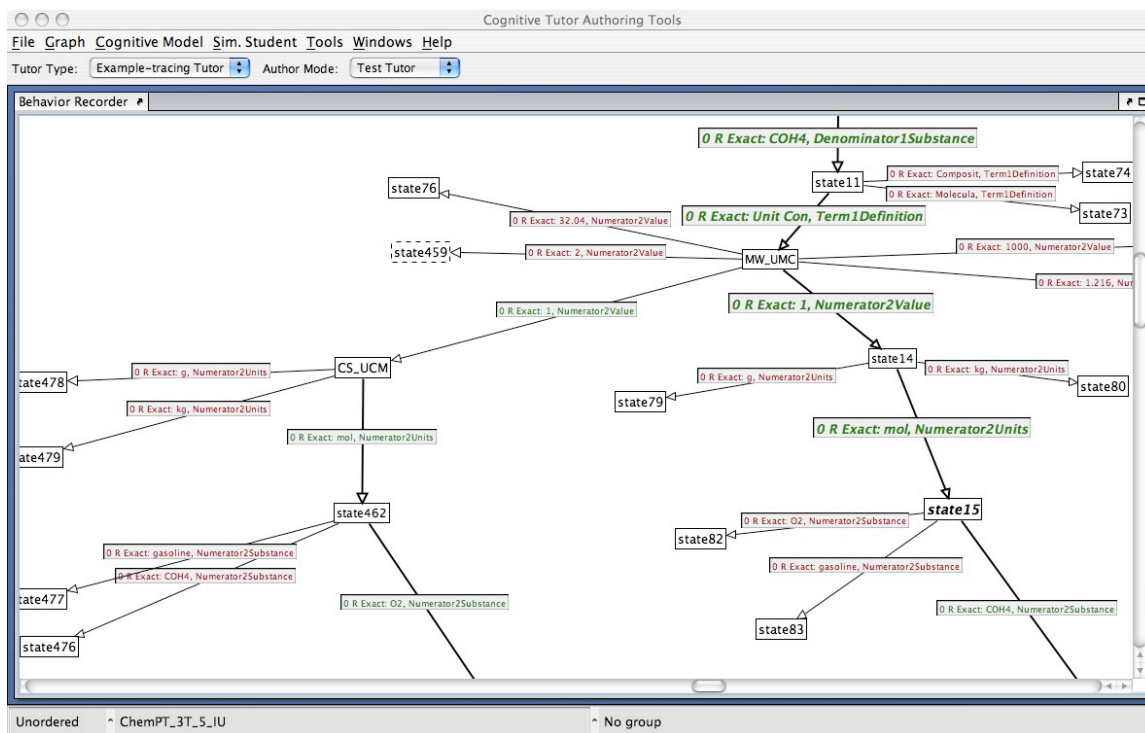 Cognitive Tutor Authoring Tools
File Graph Cognitive Model Sim. Student Tools Windows Help
Tutor Type: Example-tracing Tutor Author Mode: Test Tutor
Behavior Recorder
0 R Exact: COH4, Denominator1Substance
state76
state11
0 R Exact: Composit, Term1Definition
state74
0 R Exact: Molecula, Term1Definition
state73
0 R Exact: 32.04, Numerator2Value
0 R Exact: Unit Con, Term1Definition
state459
0 R Exact: 2, Numerator2Value
MW_UMC
0 R Exact: 1000, Numerator2Value
0 R Exact: 1.216, Num
0 R Exact: 1, Numerator2Value
0 R Exact: 1, Numerator2Value
state478
0 R Exact: g, Numerator2Units
CS_UCM
state14
0 R Exact: g, Numerator2Units
0 R Exact: kg, Numerator2Units
state80
0 R Exact: kg, Numerator2Units
state79
state479
0 R Exact: mol, Numerator2Units
0 R Exact: mol, Numerator2Units
state462
state15
0 R Exact: O2, Numerator2Substance
state82
0 R Exact: gasoline, Numerator2Substance
0 R Exact: gasoline, Numerator2Substance
0 R Exact: COH4, Numerator2Substance
state477
0 R Exact: O2, Numerator2Substance
0 R Exact: COH4, Numerator2Substance
state476
state83
Unordered ChemPT_3T_5_IU No group